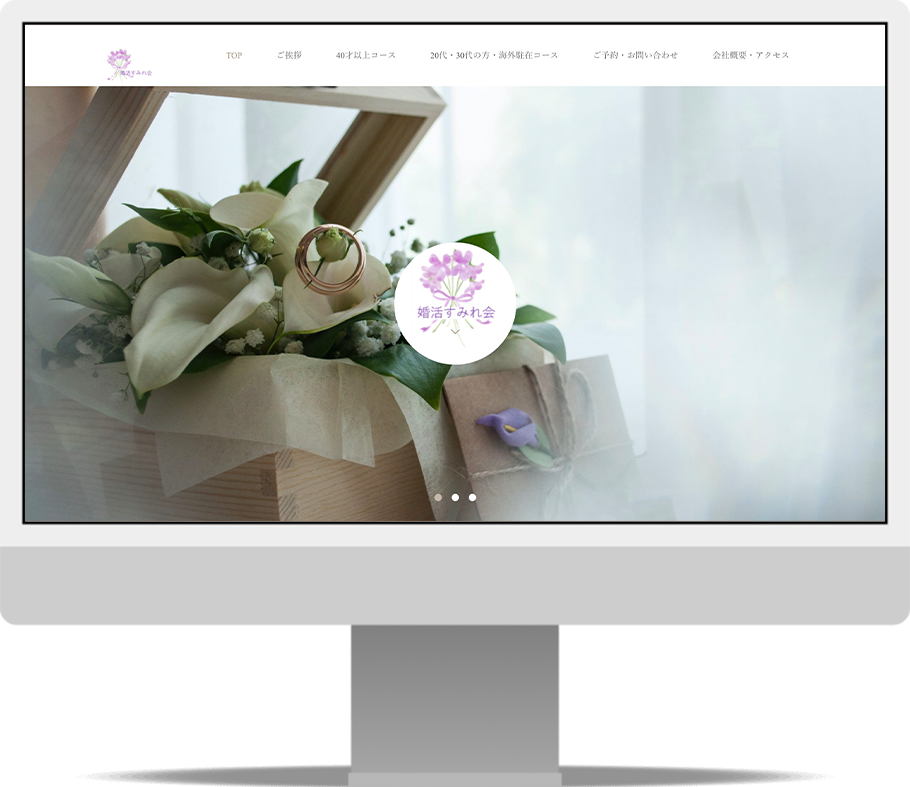 婚活すみれ会
TOP
ご挨拶
40才以上コース
20代・30代の方・海外駐在コース
ご予約・お問い合わせ
会社概要・アクセス
婚活すみれ会